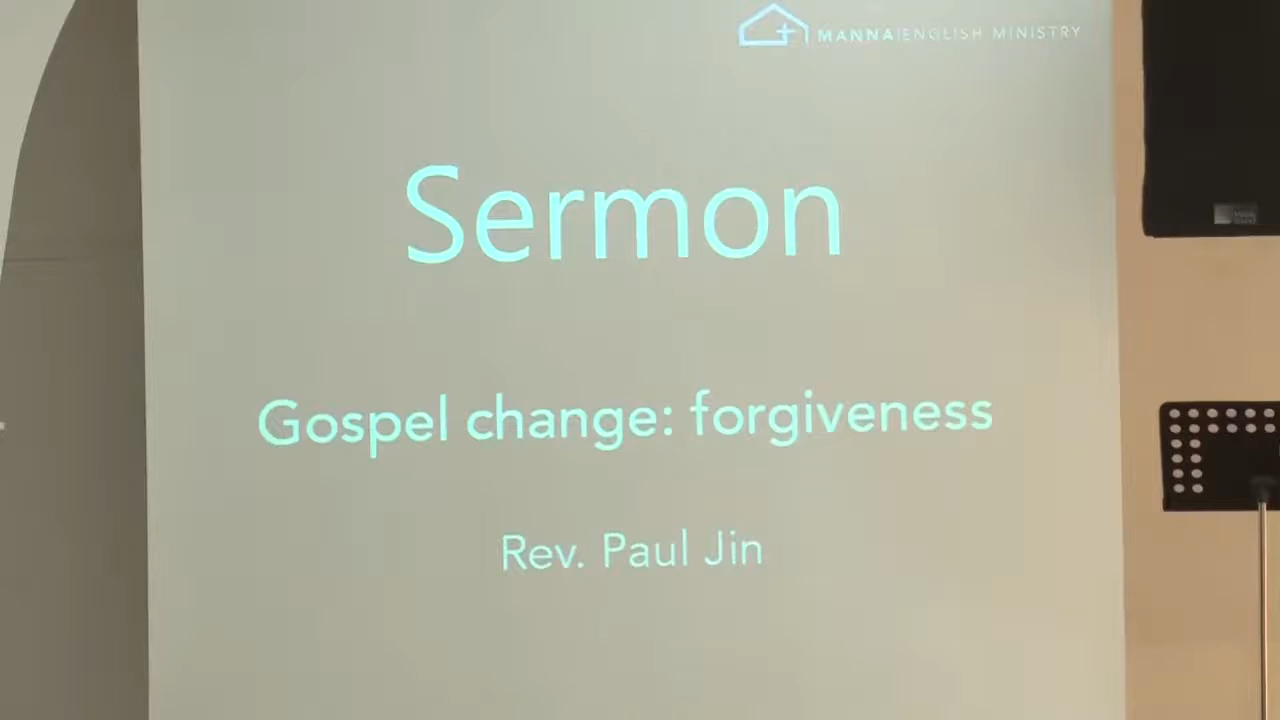 MANNA|ENGLISH MINISTRY
Sermon
Gospel change: forgiveness
Rev. Paul Jin